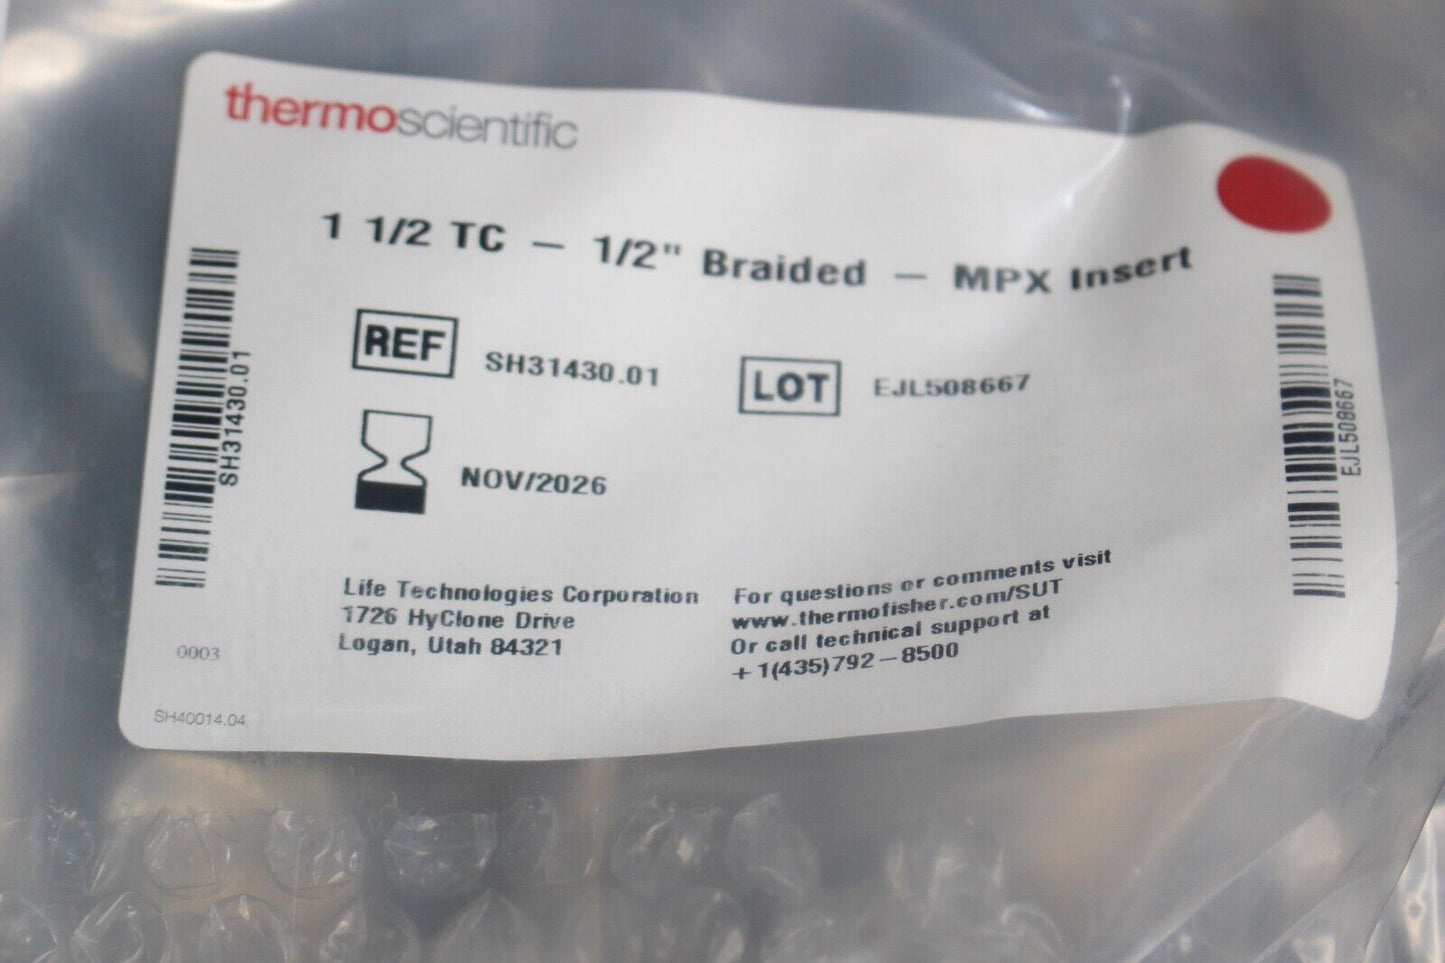 thermoscientific
1 1/2 TC — 1/2" Braided — MPX Insert
REF SH31430.01 LOT EJL508667
NOV/2026
SH31430.01
EJL508667
Life Technologies Corporation
1726 HyClone Drive
Logan, Utah 84321
For questions or comments visit
www.thermofisher.com/SUT
Or call technical support at
+1(435)792—8500
0003
SH40014.04